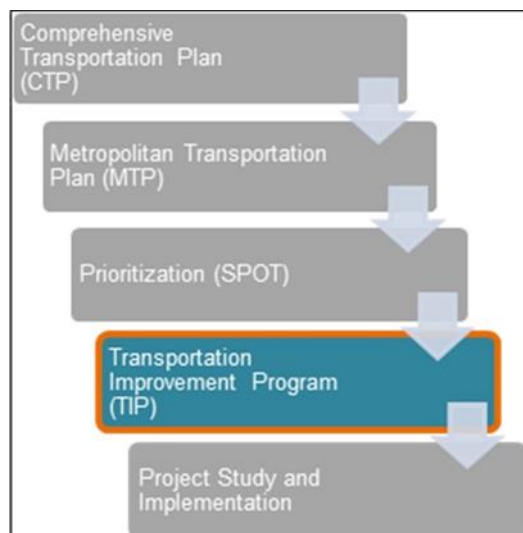 Comprehensive
Transportation Plan
(CTP)
Metropolitan Transportation
Plan (MTP)
Prioritization (SPOT)
Transportation
Improvement Program
(TIP)
Project Study and
Implementation